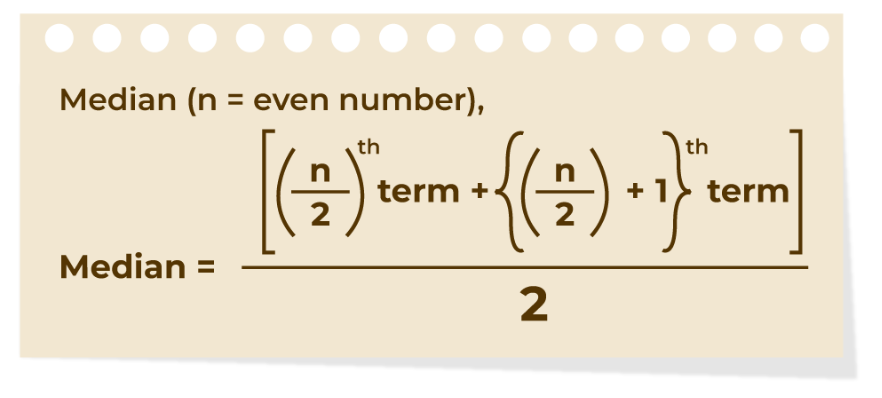 Median (n = even number),
Median = [(n/2)th term + {(n/2) + 1}th term] / 2